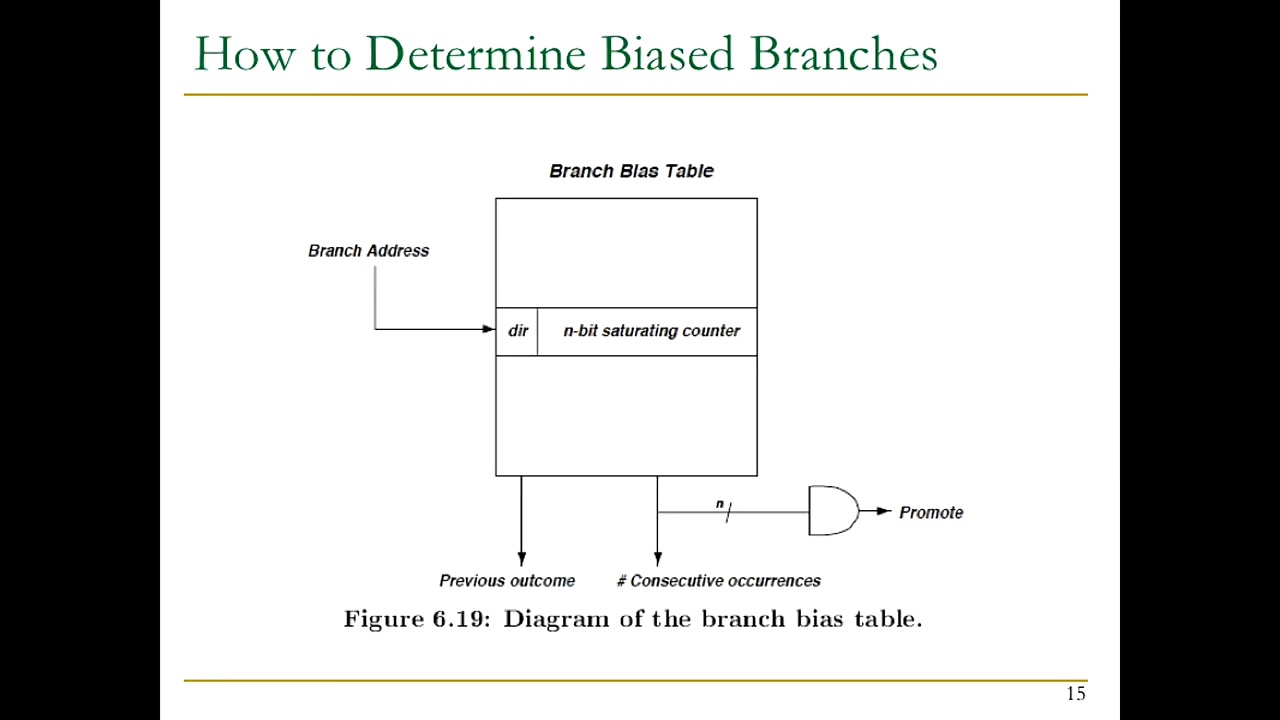 How to Determine Biased Branches
Branch Bias Table
Branch Address
dir
n-bit saturating counter
n
Promote
Previous outcome
# Consecutive occurrences
Figure 6.19: Diagram of the branch bias table.
15